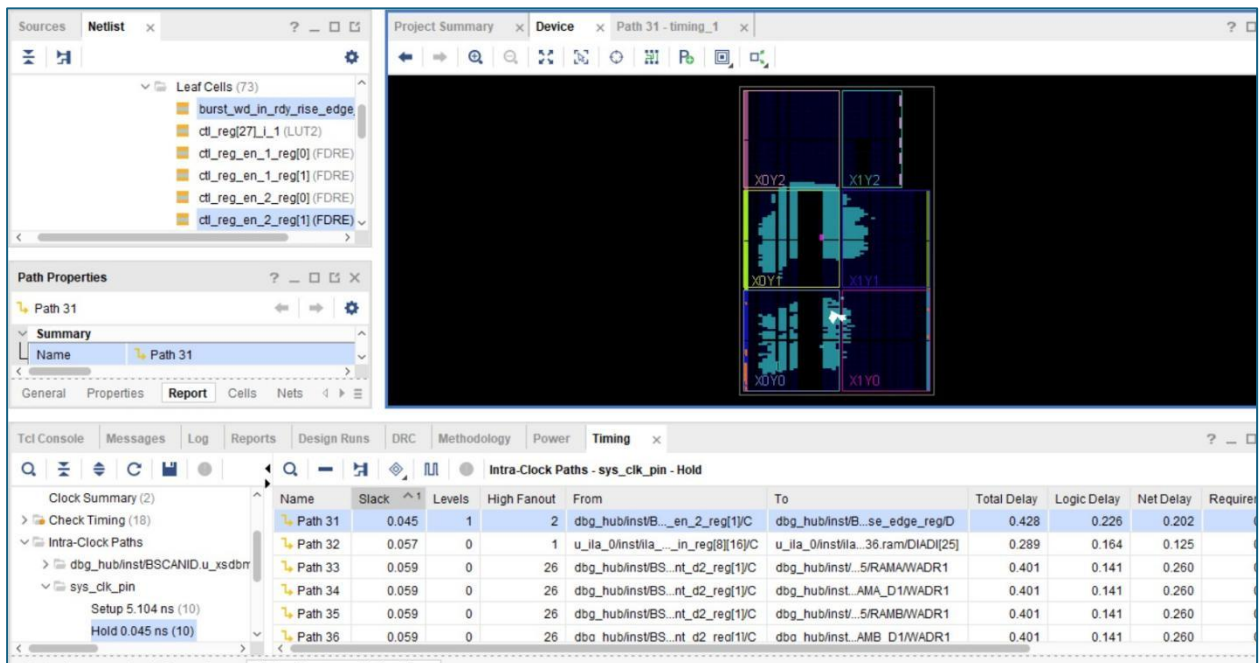 Sources Netlist
Leaf Cells (73)
burst_wd_in_rdy_rise_edge
ctl_reg[27]_i_1 (LUT2)
ctl_reg_en_1_reg[0] (FDRE)
ctl_reg_en_1_reg[1] (FDRE)
ctl_reg_en_2_reg[0] (FDRE)
ctl_reg_en_2_reg[1] (FDRE)
Path Properties
Path 31
Summary
Name Path 31
General Properties Report Cells Nets
Project Summary Device Path 31 - timing_1
X0Y2 X1Y2
X0Y1 X1Y1
X0Y0 X1Y0
Tcl Console Messages Log Reports Design Runs DRC Methodology Power Timing
Intra-Clock Paths - sys_clk_pin - Hold
Clock Summary (2)
Check Timing (18)
Intra-Clock Paths
dbg_hub/inst/BSCANID.u_xsdbm
sys_clk_pin
Setup 5.104 ns (10)
Hold 0.045 ns (10)
Name Slack ^1 Levels High Fanout From To Total Delay Logic Delay Net Delay Requirer
Path 31 0.045 1 2 dbg_hub/inst/B..._en_2_reg[1]/C dbg_hub/inst/B...se_edge_reg/D 0.428 0.226 0.202
Path 32 0.057 0 1 u_ila_0/inst/ila_..._in_reg[8][16]/C u_ila_0/inst/ila...36.ram/DIADI[25] 0.289 0.164 0.125
Path 33 0.059 0 26 dbg_hub/inst/BS...nt_d2_reg[1]/C dbg_hub/inst/...5/RAMA/WADR1 0.401 0.141 0.260
Path 34 0.059 0 26 dbg_hub/inst/BS...nt_d2_reg[1]/C dbg_hub/inst...AMA_D1/WADR1 0.401 0.141 0.260
Path 35 0.059 0 26 dbg_hub/inst/BS...nt_d2_reg[1]/C dbg_hub/inst/...5/RAMB/WADR1 0.401 0.141 0.260
Path 36 0.059 0 26 dbg_hub/inst/BS...nt_d2_reg[1]/C dbg_hub/inst...AMB_D1/WADR1 0.401 0.141 0.260